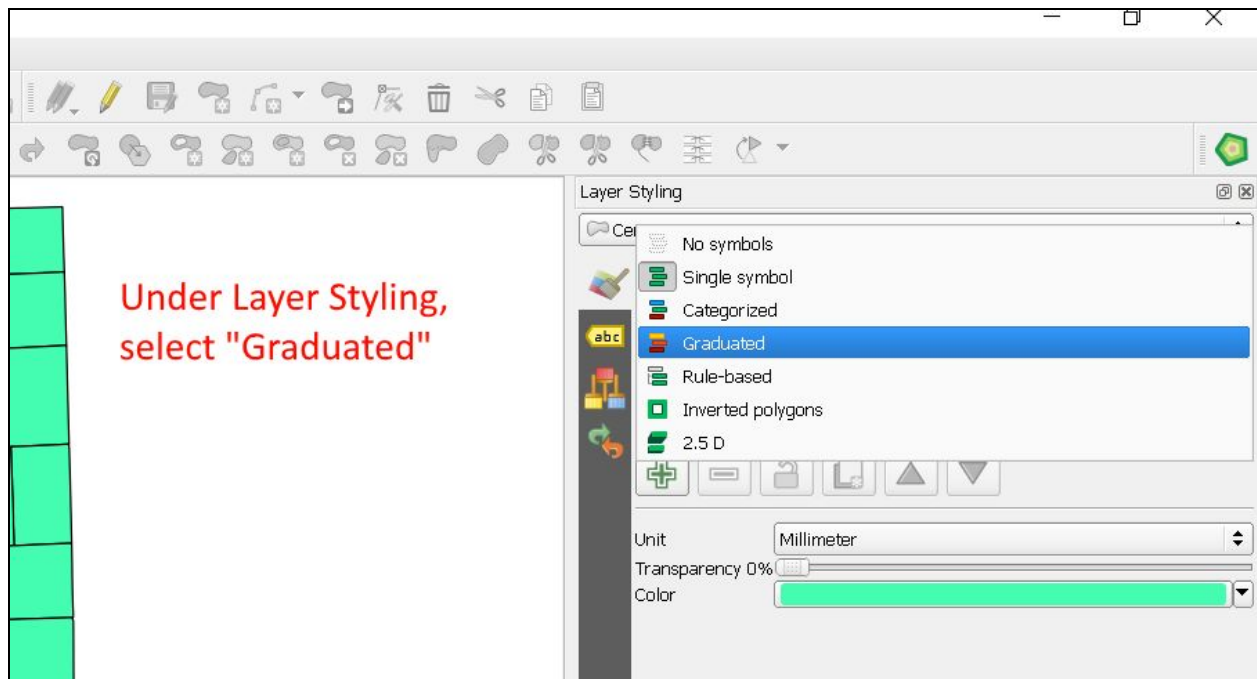 Layer Styling
Ce
No symbols
Single symbol
Categorized
Graduated
Rule-based
Inverted polygons
2.5 D
abc
Under Layer Styling,
select "Graduated"
Unit Millimeter
Transparency 0%
Color